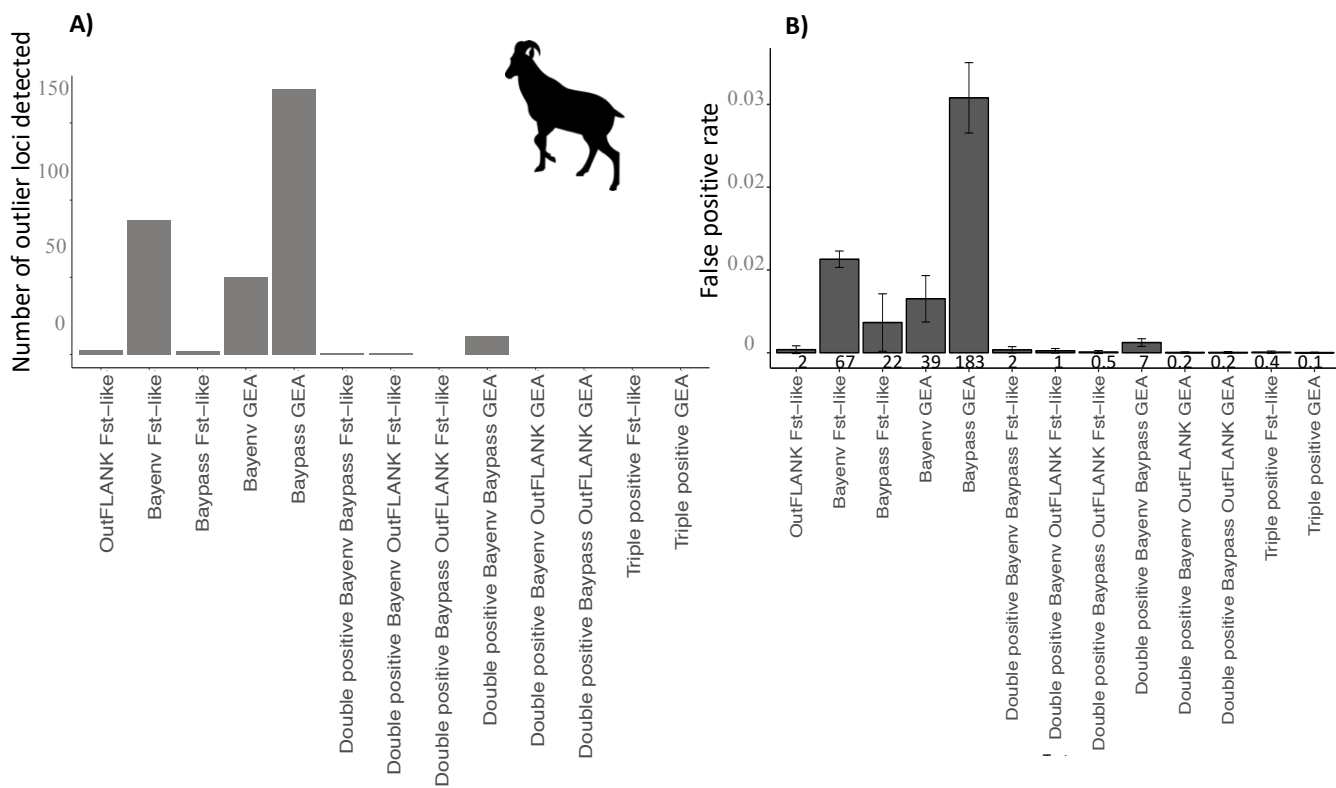 A)
Number of outlier loci detected
150
100
50
0
OutFLANK Fst−like
Bayenv Fst−like
Baypass Fst−like
Bayenv GEA
Baypass GEA
Double positive Bayenv Baypass Fst−like
Double positive Bayenv OutFLANK Fst−like
Double positive Baypass OutFLANK Fst−like
Double positive Bayenv Baypass GEA
Double positive Bayenv OutFLANK GEA
Double positive Baypass OutFLANK GEA
Triple positive Fst−like
Triple positive GEA
B)
False positive rate
0.03
0.02
0.02
0
2 67 22 39 183 2 1 0.5 7 0.2 0.2 0.4 0.1
OutFLANK Fst−like
Bayenv Fst−like
Baypass Fst−like
Bayenv GEA
Baypass GEA
Double positive Bayenv Baypass Fst−like
Double positive Bayenv OutFLANK Fst−like
Double positive Baypass OutFLANK Fst−like
Double positive Bayenv Baypass GEA
Double positive Bayenv OutFLANK GEA
Double positive Baypass OutFLANK GEA
Triple positive Fst−like
Triple positive GEA